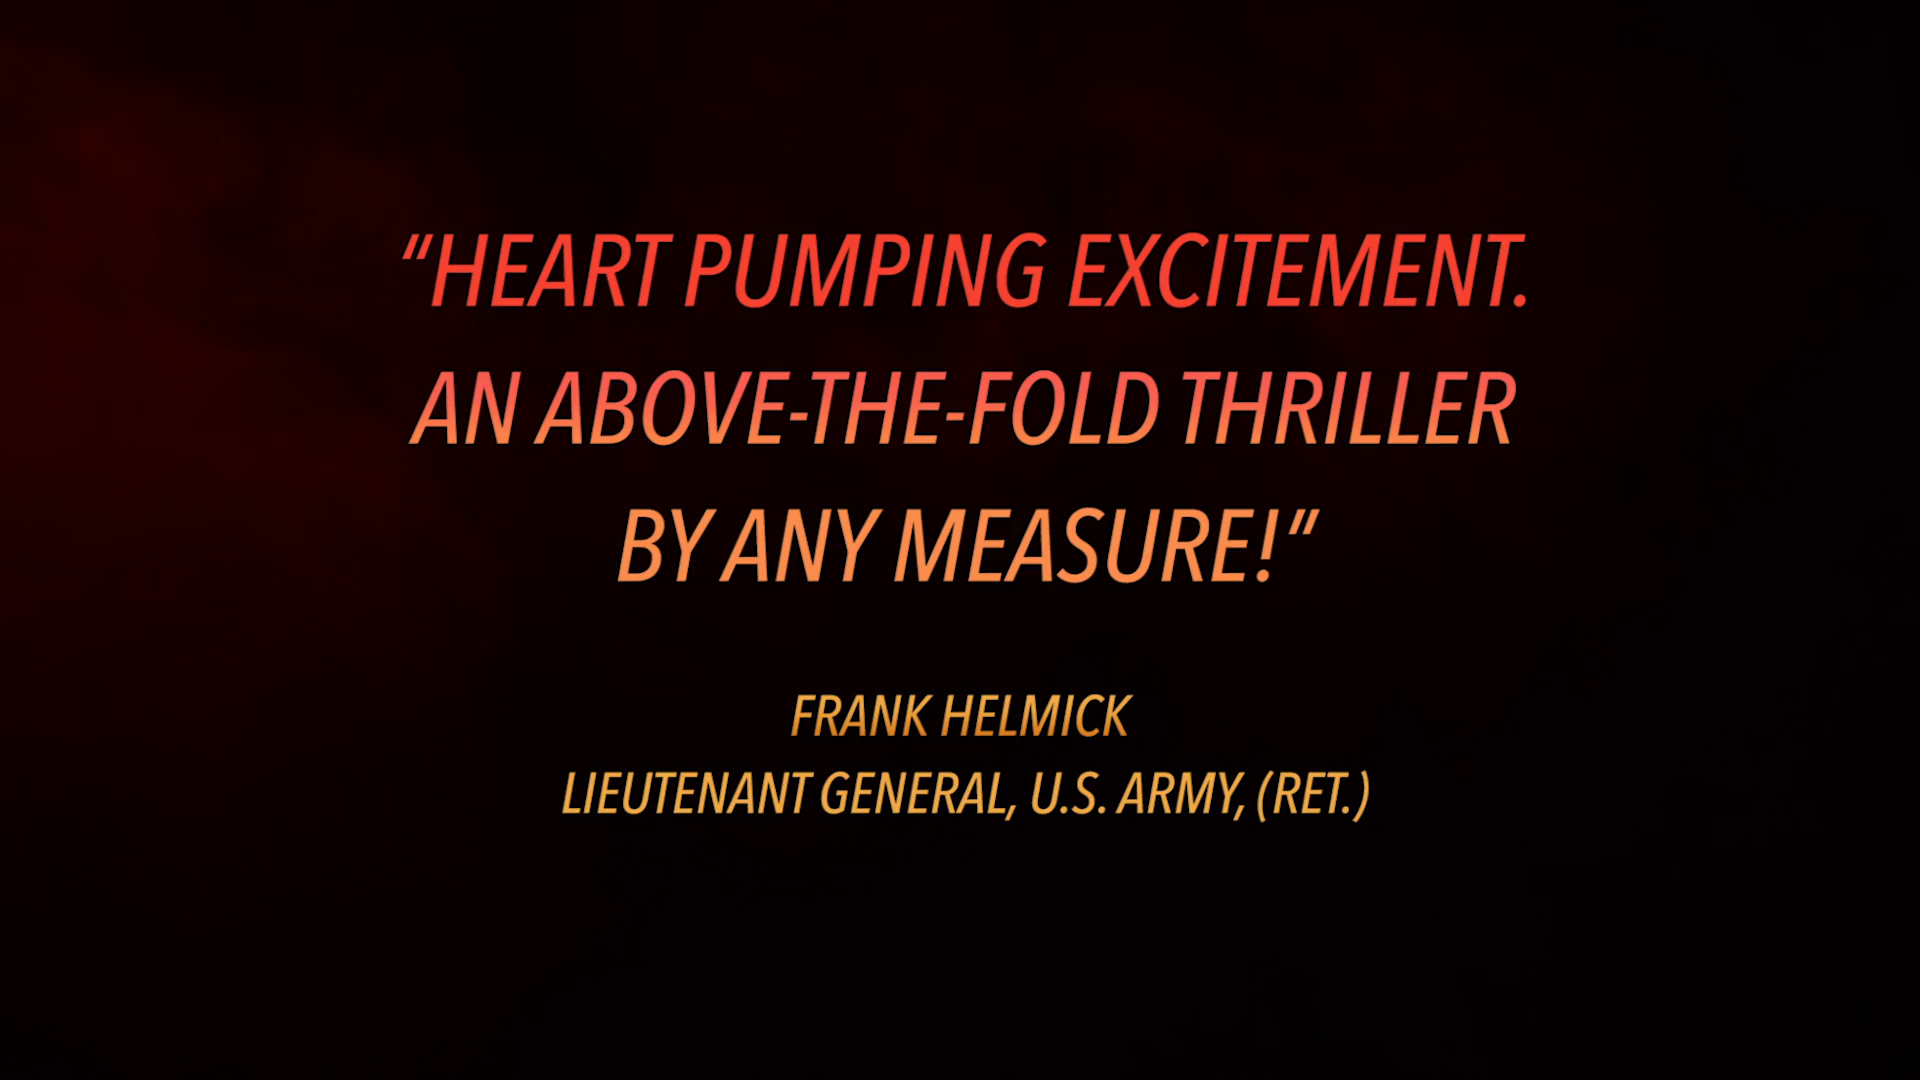 "HEART PUMPING EXCITEMENT.
AN ABOVE-THE-FOLD THRILLER
BY ANY MEASURE!"
FRANK HELMICK
LIEUTENANT GENERAL, U.S. ARMY, (RET.)